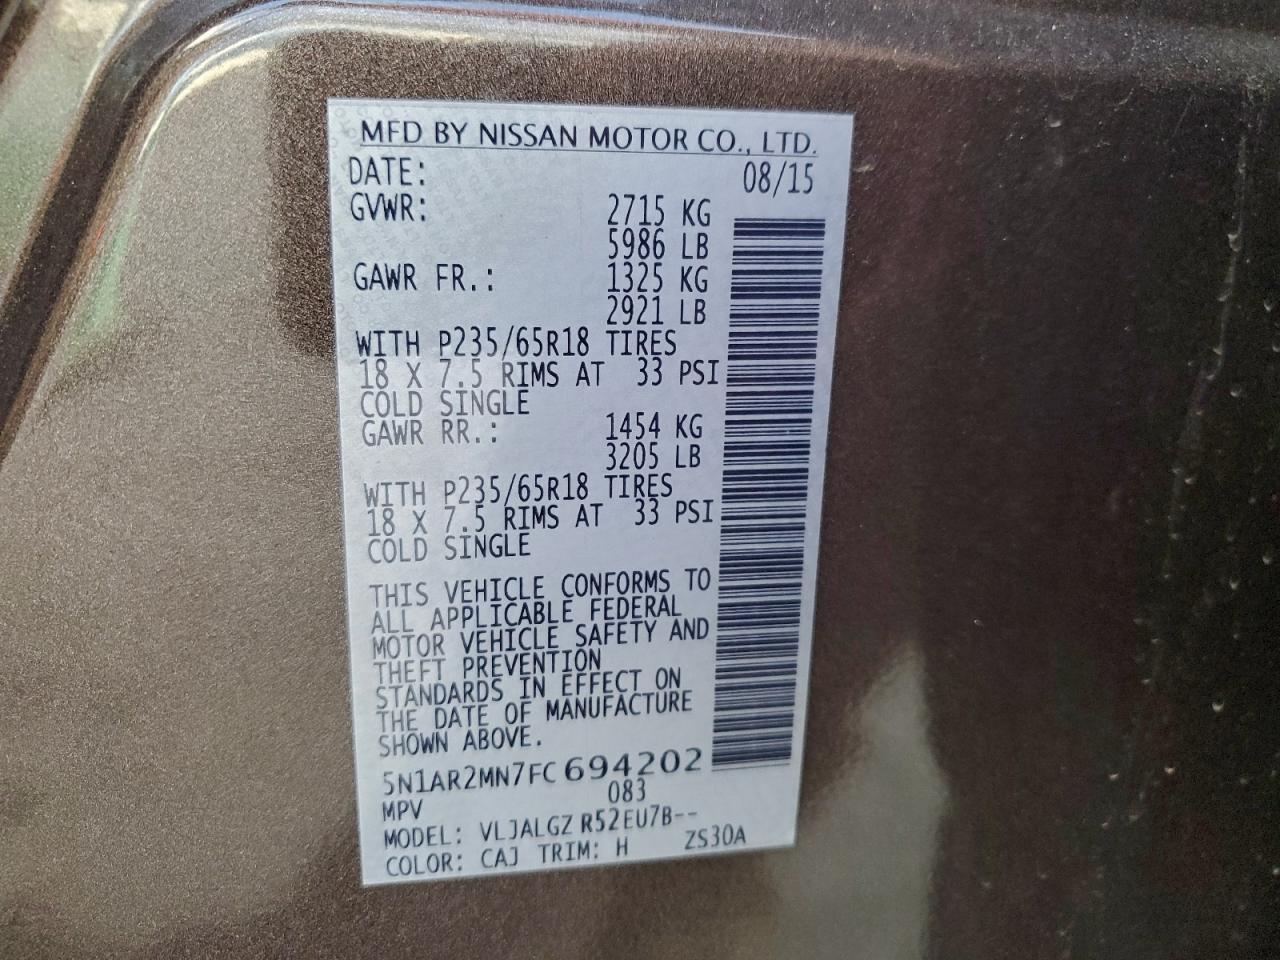 MFD BY NISSAN MOTOR CO., LTD.
DATE: 08/15
GVWR: 2715 KG
5986 LB
GAWR FR.: 1325 KG
2921 LB
WITH P235/65R18 TIRES
18 X 7.5 RIMS AT 33 PSI
COLD SINGLE
GAWR RR.: 1454 KG
3205 LB
WITH P235/65R18 TIRES
18 X 7.5 RIMS AT 33 PSI
COLD SINGLE
THIS VEHICLE CONFORMS TO
ALL APPLICABLE FEDERAL
MOTOR VEHICLE SAFETY AND
THEFT PREVENTION
STANDARDS IN EFFECT ON
THE DATE OF MANUFACTURE
SHOWN ABOVE.
5N1AR2MN7FC694202
MPV 083
MODEL: VLJALGZ R52EU7B--
COLOR: CAJ TRIM: H ZS30A